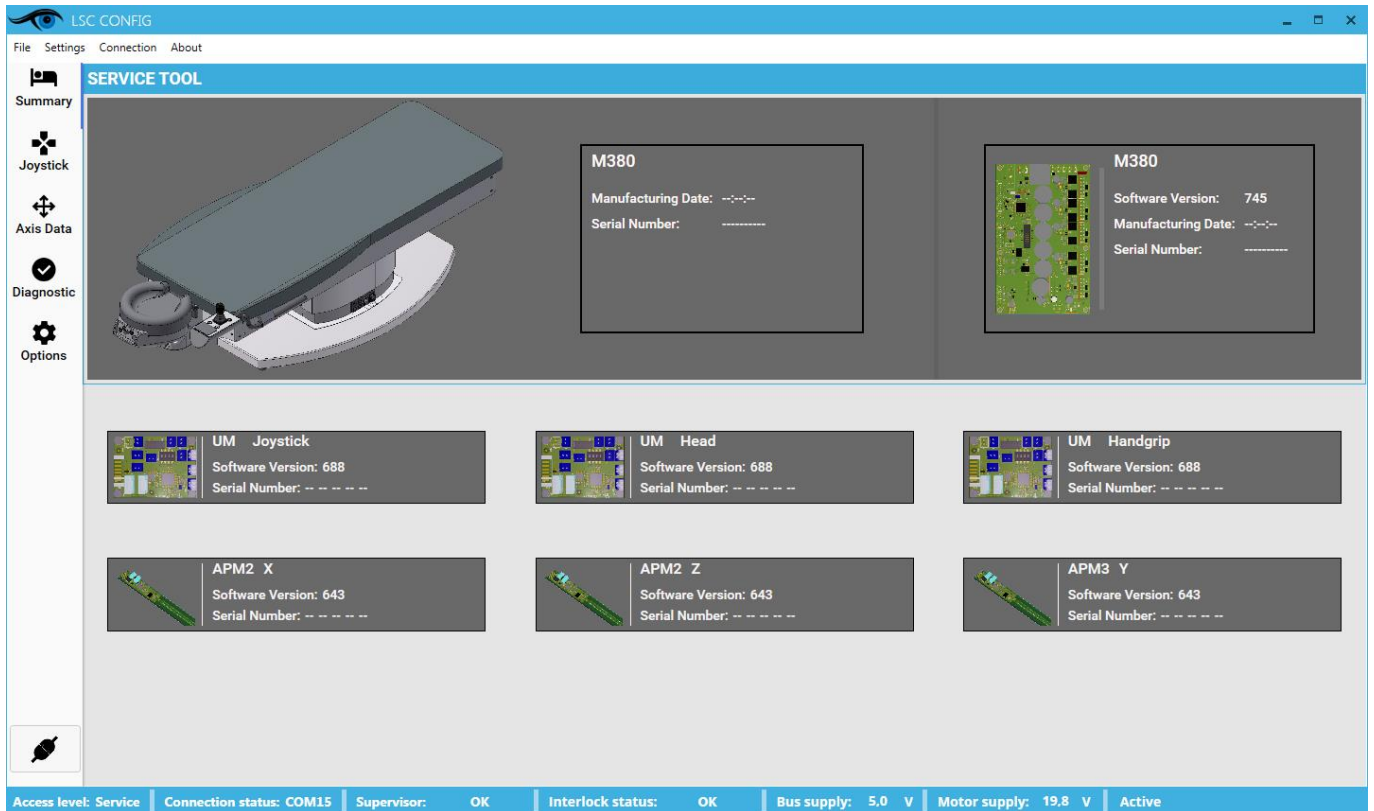 LSC CONFIG
File Settings Connection About
Summary
Joystick
Axis Data
Diagnostic
Options
SERVICE TOOL
M380
Manufacturing Date: --:--:--
Serial Number: ----------
M380
Software Version: 745
Manufacturing Date: --:--:--
Serial Number: ----------
UM Joystick
Software Version: 688
Serial Number: -- -- -- -- --
UM Head
Software Version: 688
Serial Number: -- -- -- -- --
UM Handgrip
Software Version: 688
Serial Number: -- -- -- -- --
APM2 X
Software Version: 643
Serial Number: -- -- -- -- --
APM2 Z
Software Version: 643
Serial Number: -- -- -- -- --
APM3 Y
Software Version: 643
Serial Number: -- -- -- -- --
Access level: Service Connection status: COM15 Supervisor: OK Interlock status: OK Bus supply: 5,0 V Motor supply: 19,8 V Active